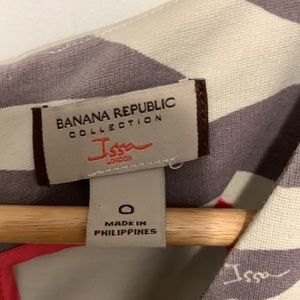 BANANA REPUBLIC
COLLECTION
Issa
LONDON
0
MADE IN
PHILIPPINES
Issa